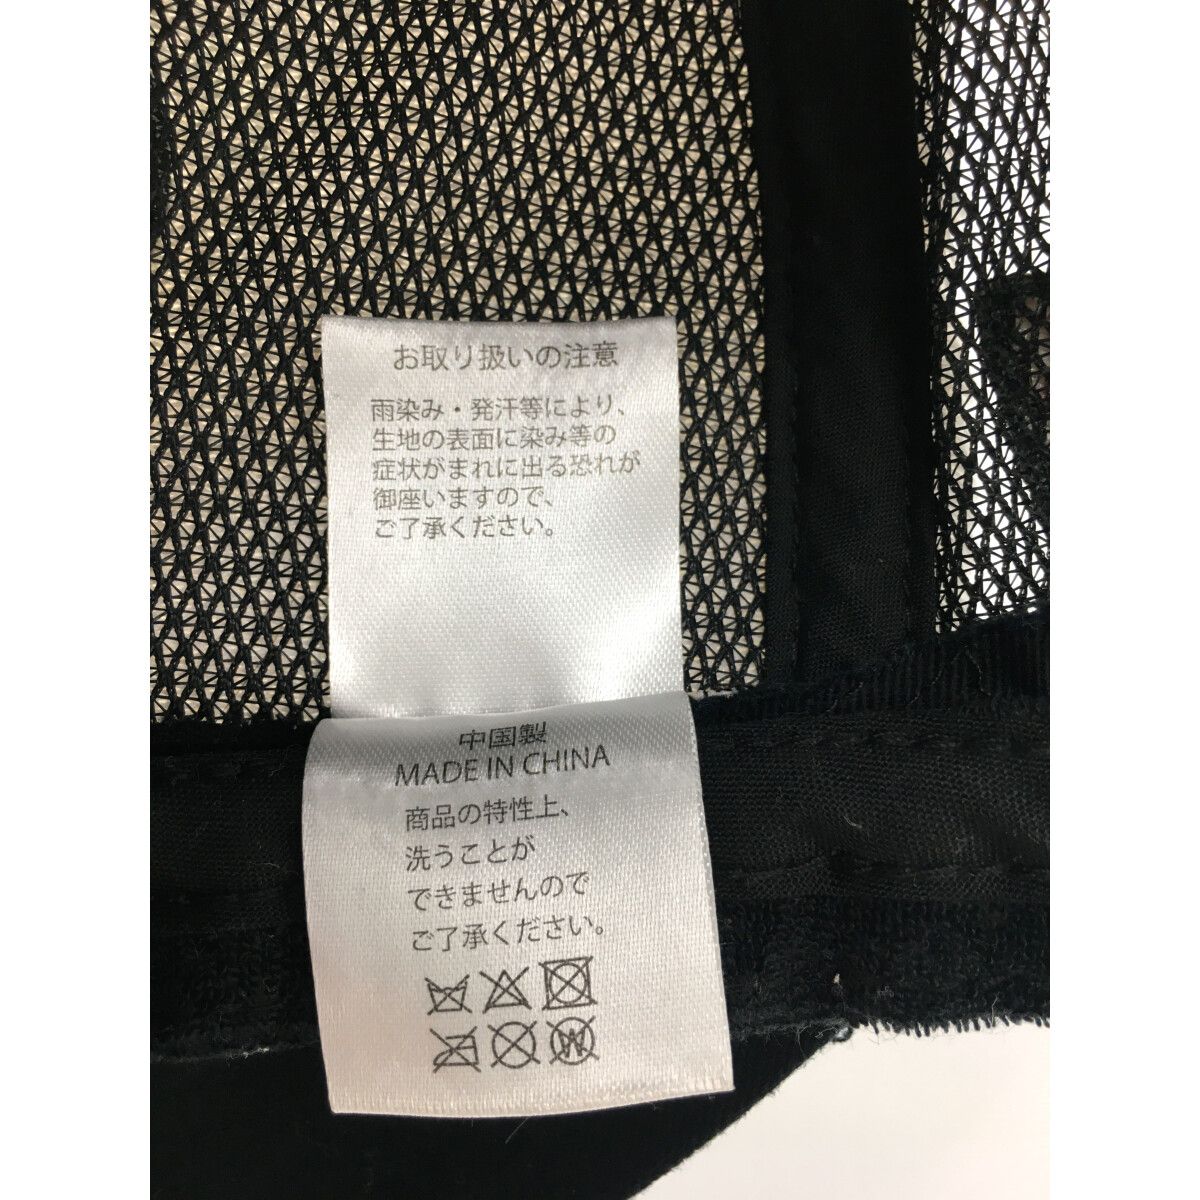 お取り扱いの注意
雨染み・発汗等により、
生地の表面に染み等の
症状がまれに出る恐れが
御座いますので、
ご了承ください。
中国製
MADE IN CHINA
商品の特性上、
洗うことが
できませんので
ご了承ください。
W